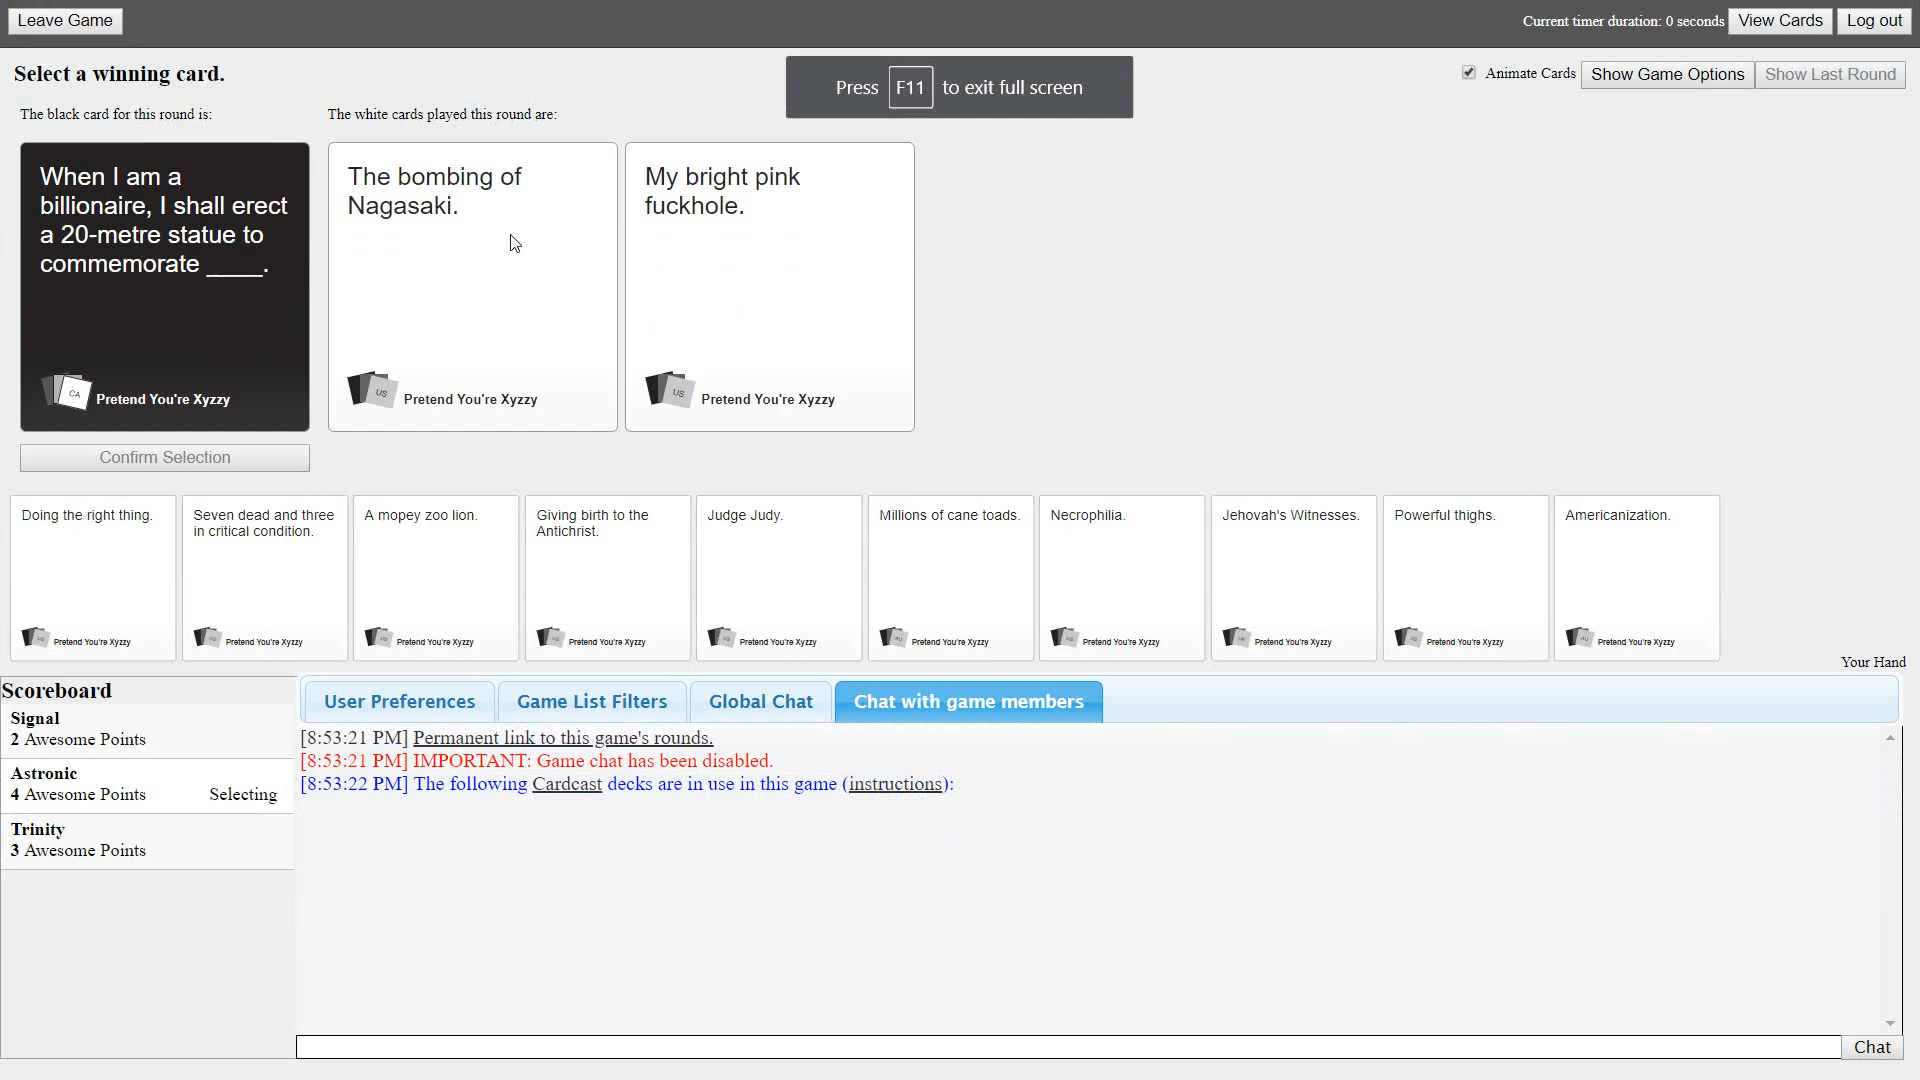 Leave Game
Current timer duration: 0 seconds
View Cards
Log out
Select a winning card.
Press F11 to exit full screen
Animate Cards
Show Game Options
Show Last Round
The black card for this round is:
The white cards played this round are:
When I am a
billionaire, I shall erect
a 20-metre statue to
commemorate ____.
CA
Pretend You're Xyzzy
The bombing of
Nagasaki.
US
Pretend You're Xyzzy
My bright pink
fuckhole.
US
Pretend You're Xyzzy
Confirm Selection
Doing the right thing.
US Pretend You're Xyzzy
Seven dead and three
in critical condition.
US Pretend You're Xyzzy
A mopey zoo lion.
US Pretend You're Xyzzy
Giving birth to the
Antichrist.
US Pretend You're Xyzzy
Judge Judy.
US Pretend You're Xyzzy
Millions of cane toads.
AU Pretend You're Xyzzy
Necrophilia.
US Pretend You're Xyzzy
Jehovah's Witnesses.
UK Pretend You're Xyzzy
Powerful thighs.
US Pretend You're Xyzzy
Americanization.
AU Pretend You're Xyzzy
Your Hand
Scoreboard
Signal
2 Awesome Points
Astronic
4 Awesome Points
Selecting
Trinity
3 Awesome Points
User Preferences
Game List Filters
Global Chat
Chat with game members
[8:53:21 PM] Permanent link to this game's rounds.
[8:53:21 PM] IMPORTANT: Game chat has been disabled.
[8:53:22 PM] The following Cardcast decks are in use in this game (instructions):
Chat